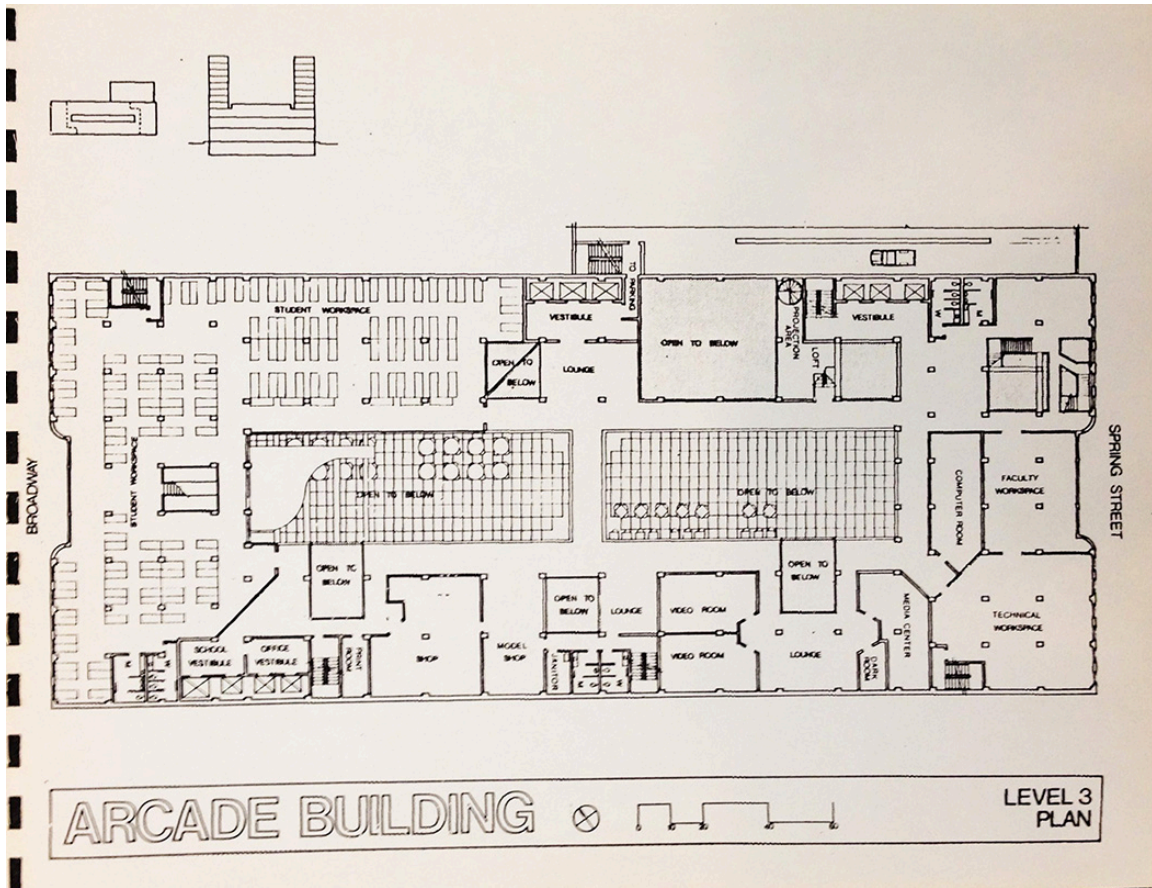 TO PARKING
STUDENT WORKSPACE
VESTIBULE
OPEN TO BELOW
PROJECTION
AREA
VESTIBULE
W
M
OPEN TO
BELOW
LOUNGE
LOFT
BROADWAY
STUDENT WORKSPACE
OPEN TO BELOW
OPEN TO BELOW
COMPUTER ROOM
FACULTY
WORKSPACE
SPRING STREET
OPEN TO
BELOW
OPEN TO
BELOW
OPEN TO
BELOW
LOUNGE
VIDEO ROOM
MEDIA CENTER
TECHNICAL
WORKSPACE
SCHOOL
VESTIBULE
OFFICE
VESTIBULE
PRINT
ROOM
SHOP
MODEL
SHOP
JANITOR
VIDEO ROOM
LOUNGE
DARK
ROOM
M
W
M
W
ARCADE BUILDING
LEVEL 3
PLAN